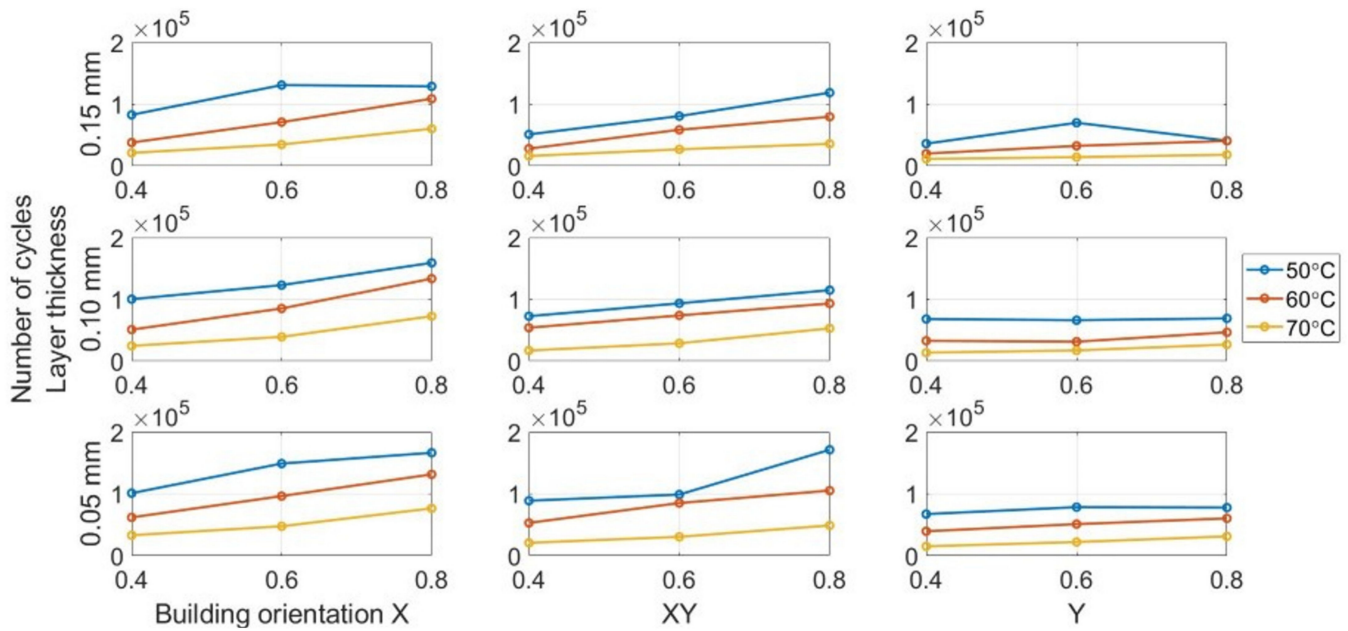 ×10⁵ ×10⁵ ×10⁵
2 2 2
1 1 1
0 0 0
0.4 0.6 0.8 0.4 0.6 0.8 0.4 0.6 0.8
0.15 mm
×10⁵ ×10⁵ ×10⁵
2 2 2
1 1 1
0 0 0
0.4 0.6 0.8 0.4 0.6 0.8 0.4 0.6 0.8
Number of cycles
Layer thickness
0.10 mm
50°C
60°C
70°C
×10⁵ ×10⁵ ×10⁵
2 2 2
1 1 1
0 0 0
0.4 0.6 0.8 0.4 0.6 0.8 0.4 0.6 0.8
0.05 mm
Building orientation X XY Y